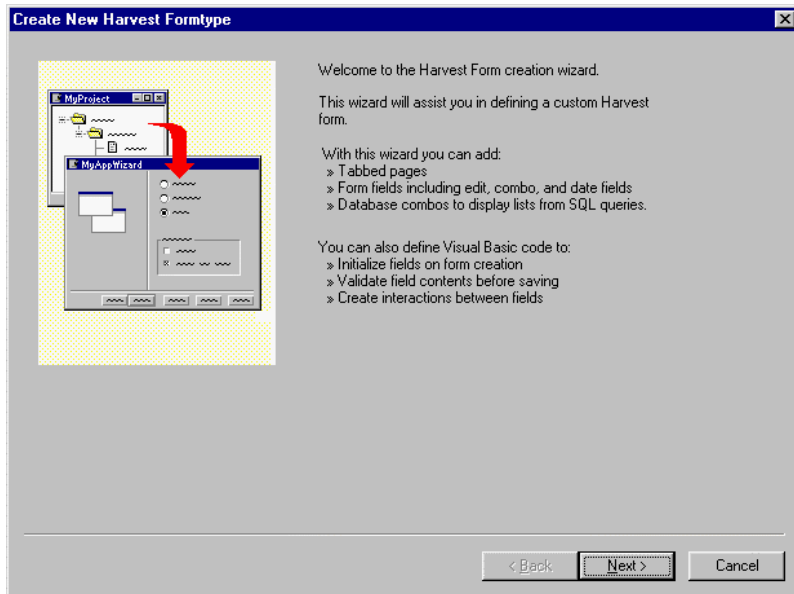 Create New Harvest Formtype
MyProject
MyAppWizard
Welcome to the Harvest Form creation wizard.
This wizard will assist you in defining a custom Harvest
form.
With this wizard you can add:
» Tabbed pages
» Form fields including edit, combo, and date fields
» Database combos to display lists from SQL queries.
You can also define Visual Basic code to:
» Initialize fields on form creation
» Validate field contents before saving
» Create interactions between fields
< Back
Next >
Cancel